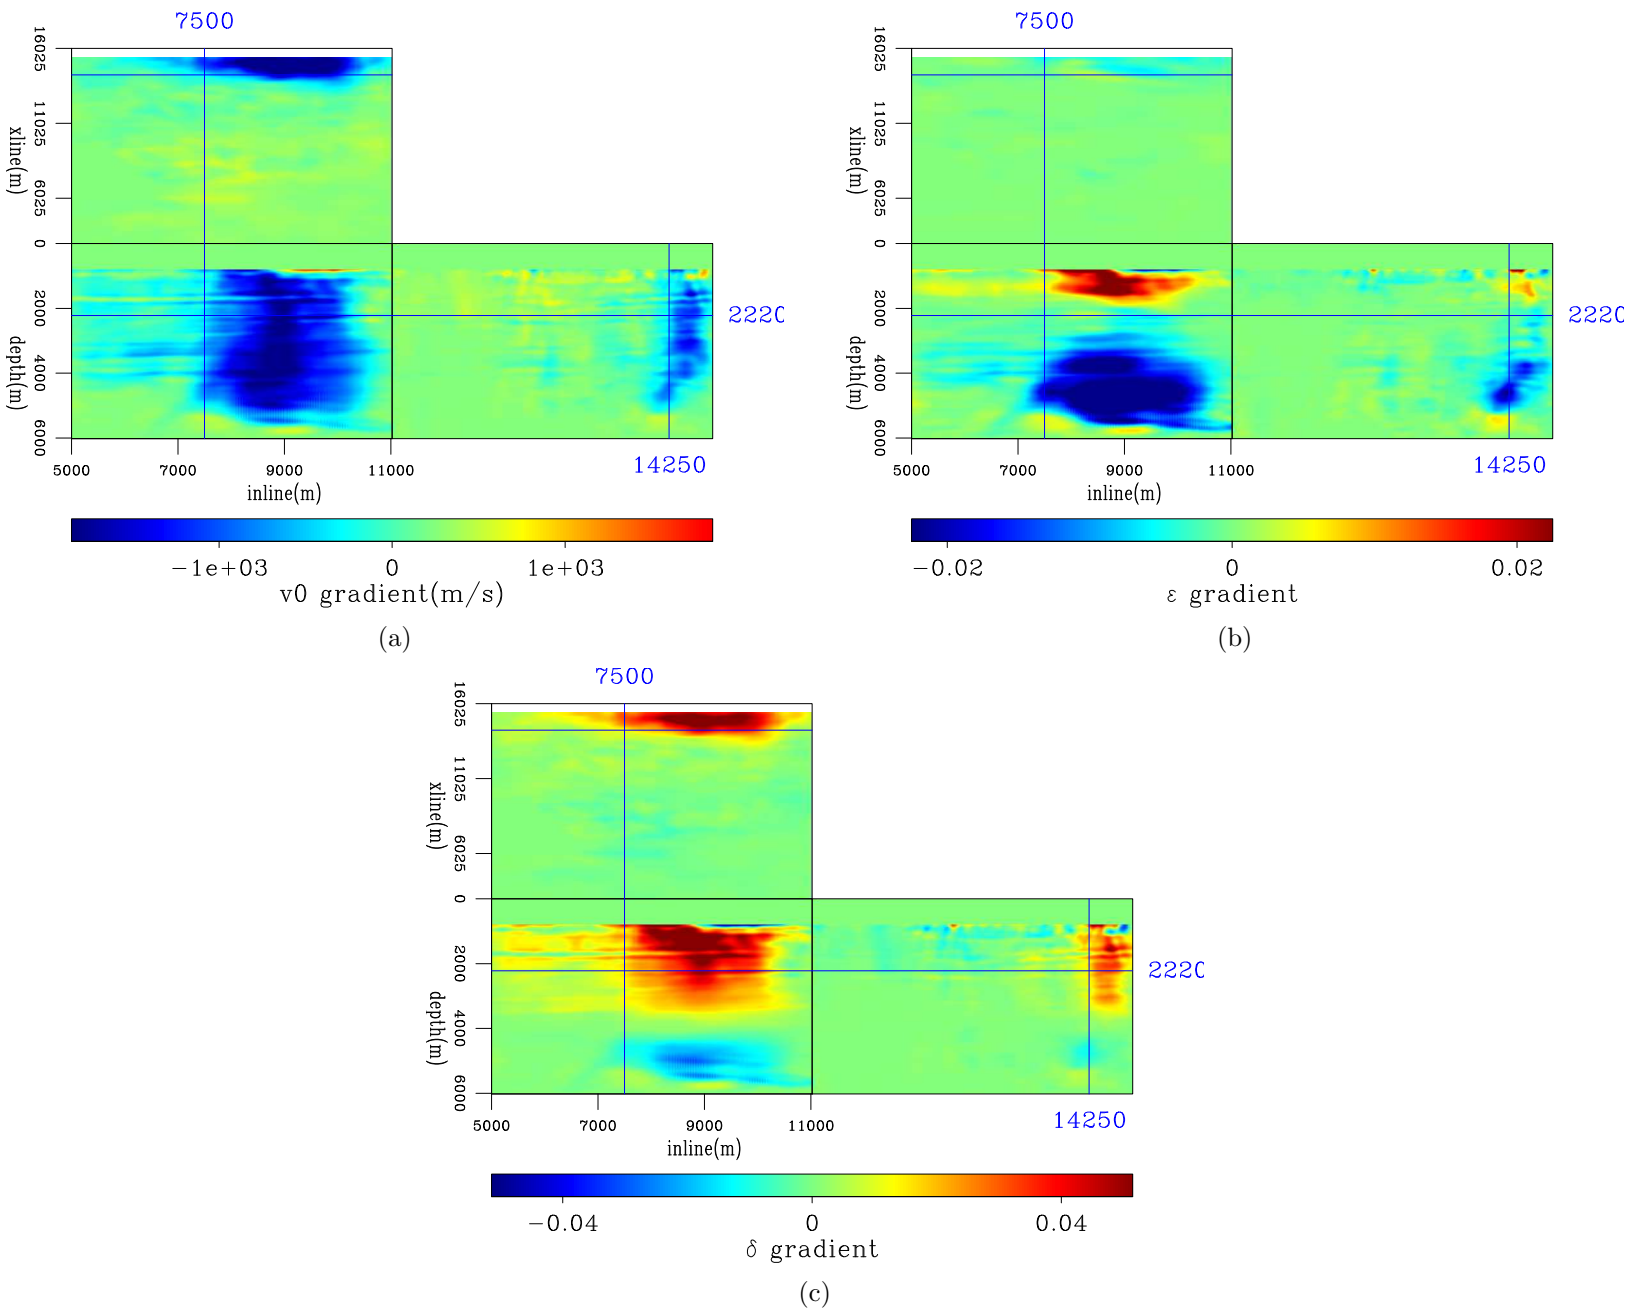 7500
16025
11025
6025
0
xline(m)
2000
4000
6000
depth(m)
2220
5000 7000 9000 11000
14250
inline(m)
−1e+03 0 1e+03
v0 gradient(m/s)
(a)
7500
16025
11025
6025
0
xline(m)
2000
4000
6000
depth(m)
2220
5000 7000 9000 11000
14250
inline(m)
−0.02 0 0.02
ε gradient
(b)
7500
16025
11025
6025
0
xline(m)
2000
4000
6000
depth(m)
2220
5000 7000 9000 11000
14250
inline(m)
−0.04 0 0.04
δ gradient
(c)